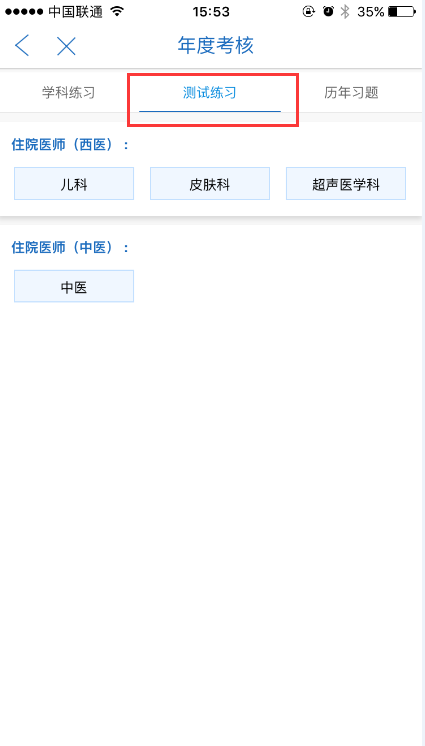 中国联通 15:53 35%
年度考核
学科练习 测试练习 历年习题
住院医师（西医）：
儿科 皮肤科 超声医学科
住院医师（中医）：
中医